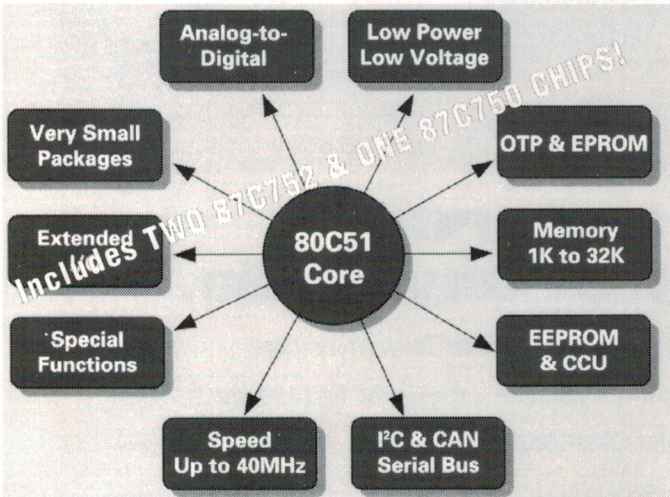 Analog-to-
Digital
Low Power
Low Voltage
Includes TWO 87C752 & ONE 87C750 CHIPS!
Very Small
Packages
OTP & EPROM
Extended
80C51
Core
Memory
1K to 32K
Special
Functions
EEPROM
& CCU
Speed
Up to 40MHz
I²C & CAN
Serial Bus